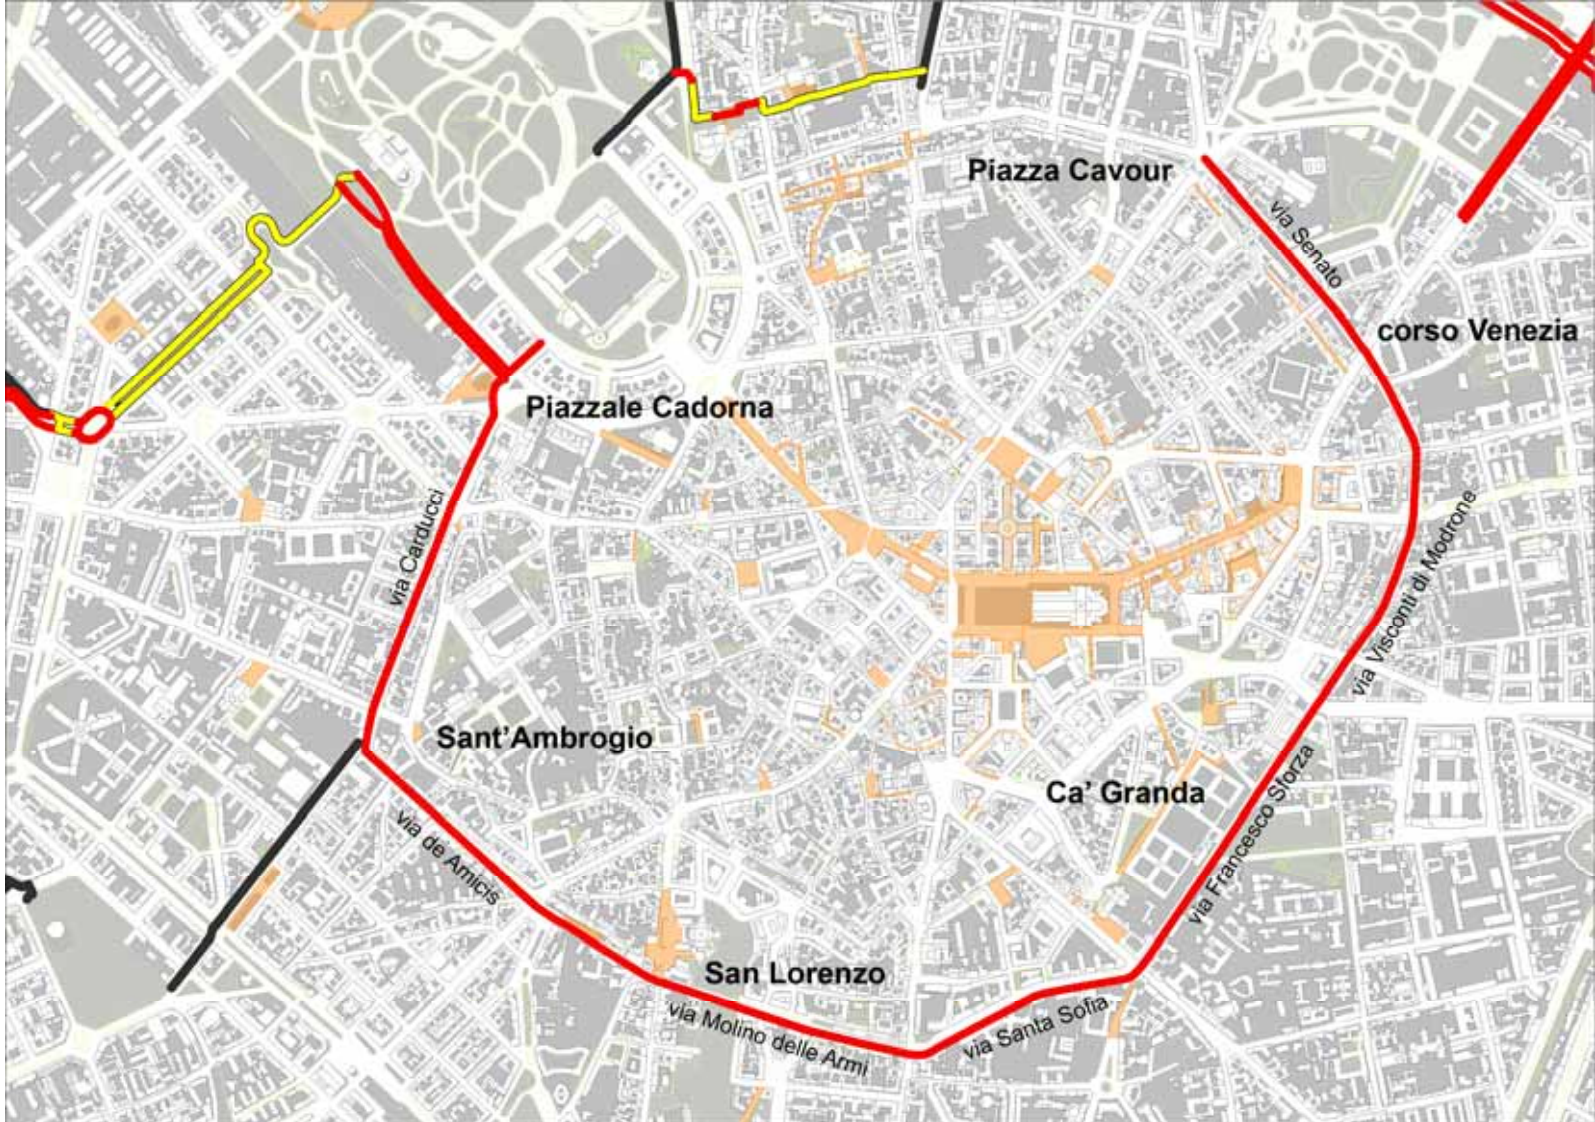 Piazza Cavour
via Senato
corso Venezia
Piazzale Cadorna
via Carducci
via Visconti di Modrone
Sant'Ambrogio
Ca' Granda
via Francesco Sforza
via de Amicis
San Lorenzo
via Molino delle Armi
via Santa Sofia